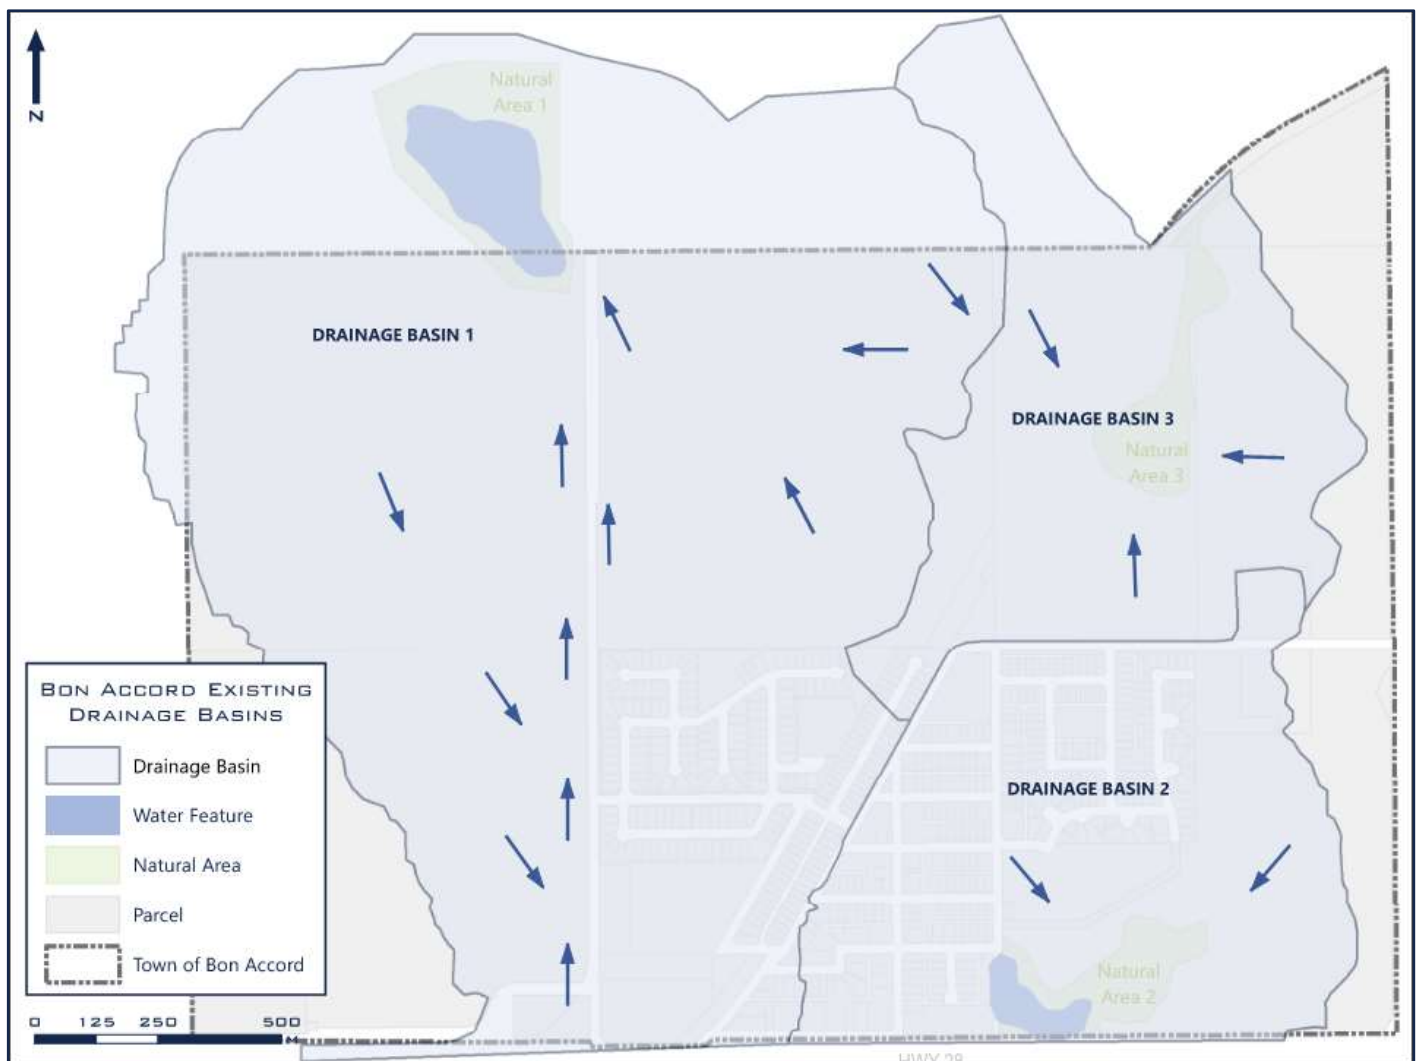 Natural
Area 1
N
DRAINAGE BASIN 1
DRAINAGE BASIN 3
Natural
Area 3
BON ACCORD EXISTING
DRAINAGE BASINS
Drainage Basin
Water Feature
Natural Area
Parcel
Town of Bon Accord
DRAINAGE BASIN 2
Natural
Area 2
0 125 250 500
M
HWY 28